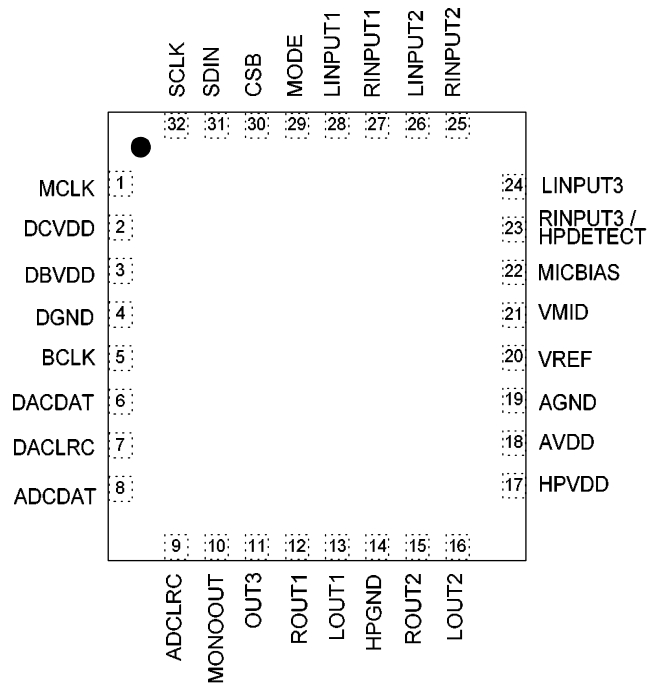 SCLK
SDIN
CSB
MODE
LINPUT1
RINPUT1
LINPUT2
RINPUT2
32 31 30 29 28 27 26 25
MCLK 1
DCVDD 2
DBVDD 3
DGND 4
BCLK 5
DACDAT 6
DACLRC 7
ADCDAT 8
24 LINPUT3
23 RINPUT3 /
HPDETECT
22 MICBIAS
21 VMID
20 VREF
19 AGND
18 AVDD
17 HPVDD
9 10 11 12 13 14 15 16
ADCLRC
MONOOUT
OUT3
ROUT1
LOUT1
HPGND
ROUT2
LOUT2